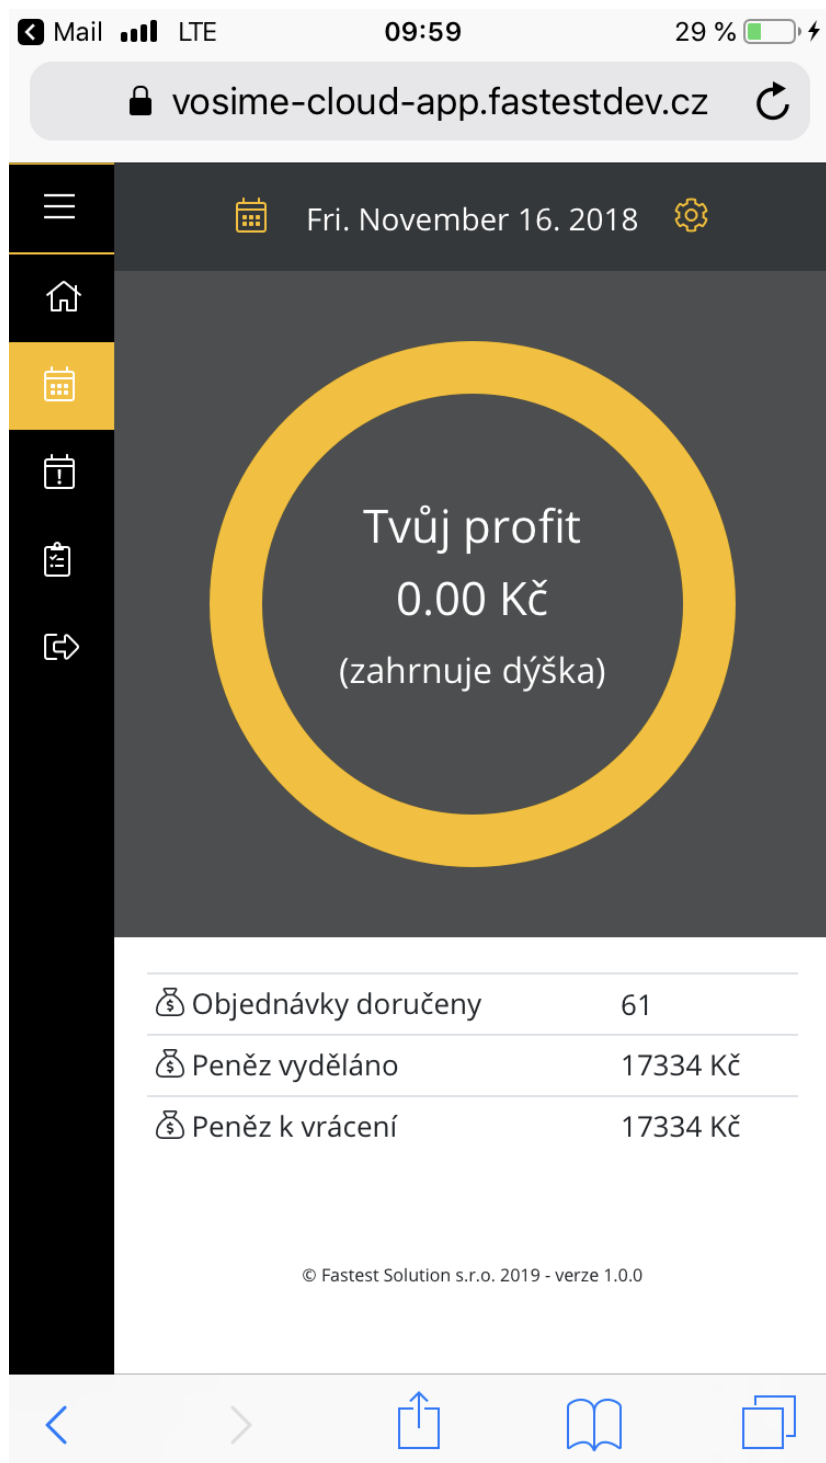 Mail LTE 09:59 29 %
vosime-cloud-app.fastestdev.cz
Fri. November 16. 2018
Tvůj profit
0.00 Kč
(zahrnuje dýška)
Objednávky doručeny 61
Peněz vyděláno 17334 Kč
Peněz k vrácení 17334 Kč
© Fastest Solution s.r.o. 2019 - verze 1.0.0